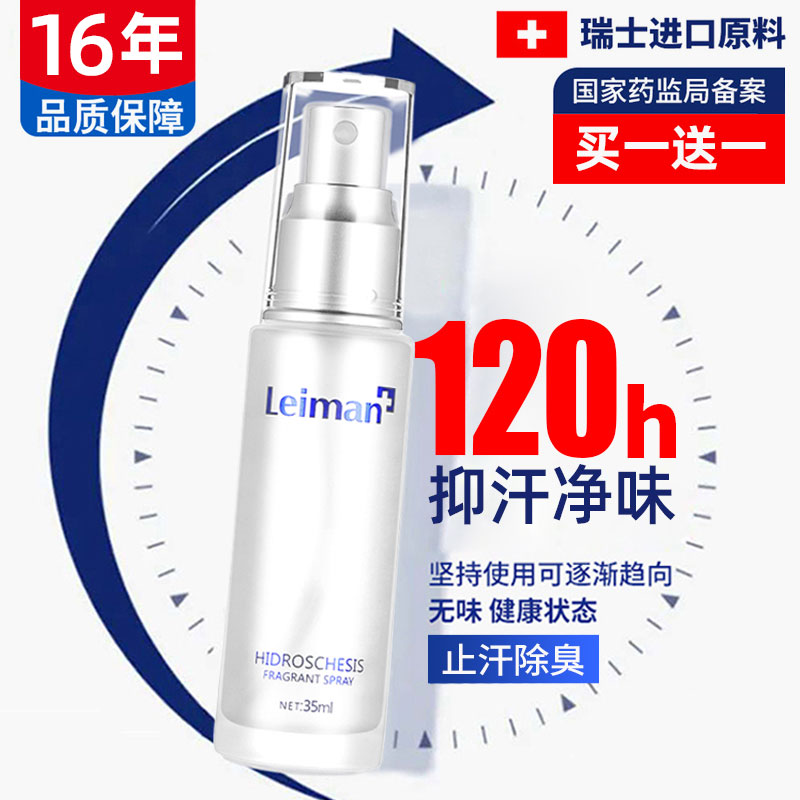 16年
品质保障
瑞士进口原料
国家药监局备案
买一送一
Leiman
120h
抑汗净味
坚持使用可逐渐趋向
无味 健康状态
止汗除臭
HIDROSCHESIS
FRAGRANT SPRAY
NET:35ml